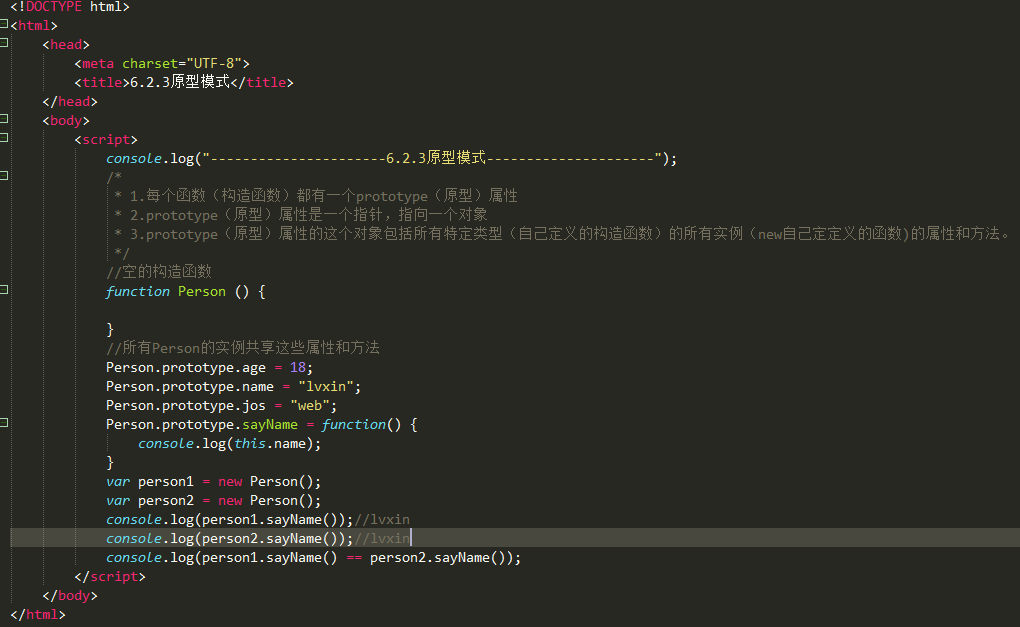 <!DOCTYPE html>
<html>
<head>
<meta charset="UTF-8">
<title>6.2.3原型模式</title>
</head>
<body>
<script>
console.log("----------------------6.2.3原型模式---------------------");
/*
* 1.每个函数（构造函数）都有一个prototype（原型）属性
* 2.prototype（原型）属性是一个指针，指向一个对象
* 3.prototype（原型）属性的这个对象包括所有特定类型（自己定义的构造函数）的所有实例（new自己定定义的函数)的属性和方法。
*/
//空的构造函数
function Person () {
}
//所有Person的实例共享这些属性和方法
Person.prototype.age = 18;
Person.prototype.name = "lvxin";
Person.prototype.jos = "web";
Person.prototype.sayName = function() {
console.log(this.name);
}
var person1 = new Person();
var person2 = new Person();
console.log(person1.sayName());//lvxin
console.log(person2.sayName());//lvxin
console.log(person1.sayName() == person2.sayName());
</script>
</body>
</html>